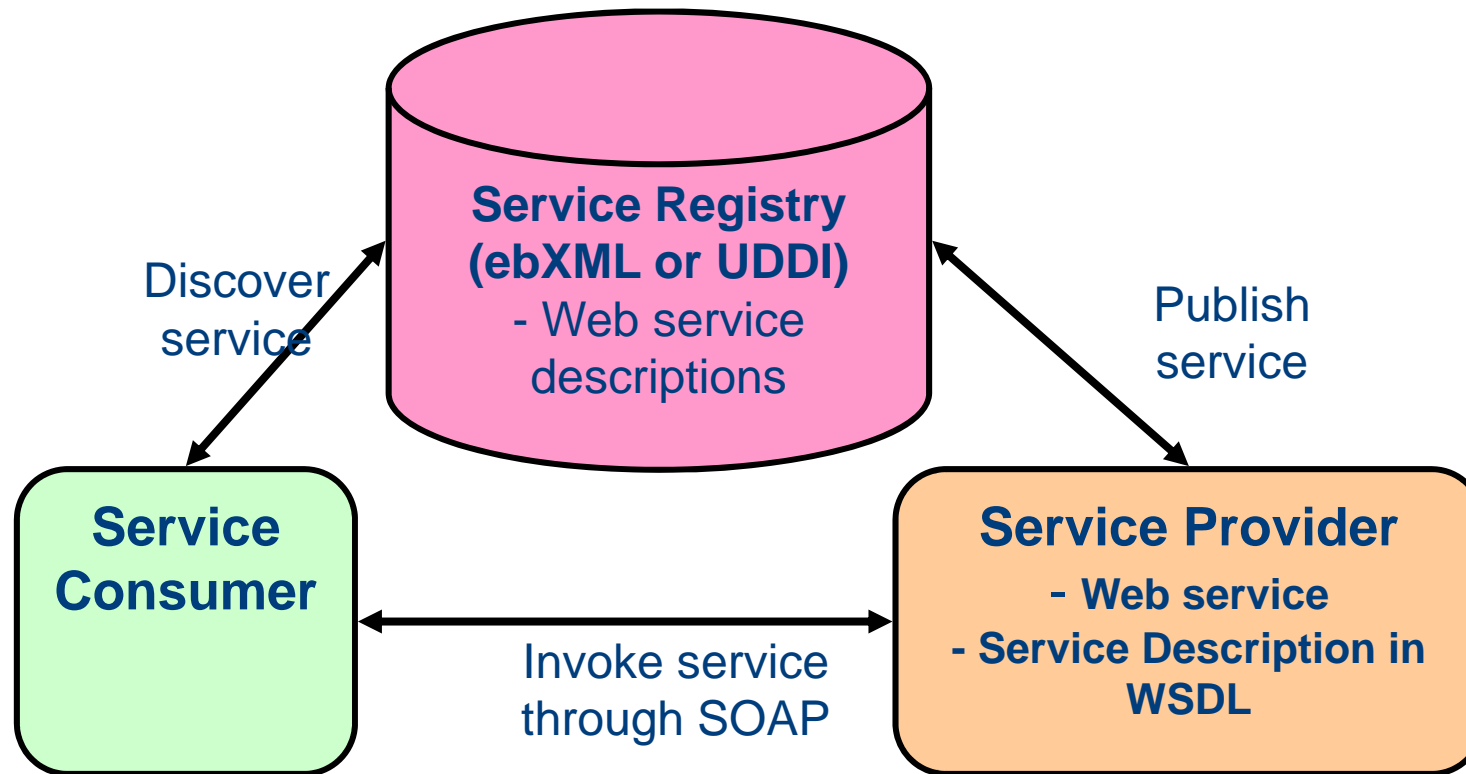 Service Registry
(ebXML or UDDI)
- Web service
descriptions
Discover
service
Publish
service
Service
Consumer
Invoke service
through SOAP
Service Provider
- Web service
- Service Description in
WSDL